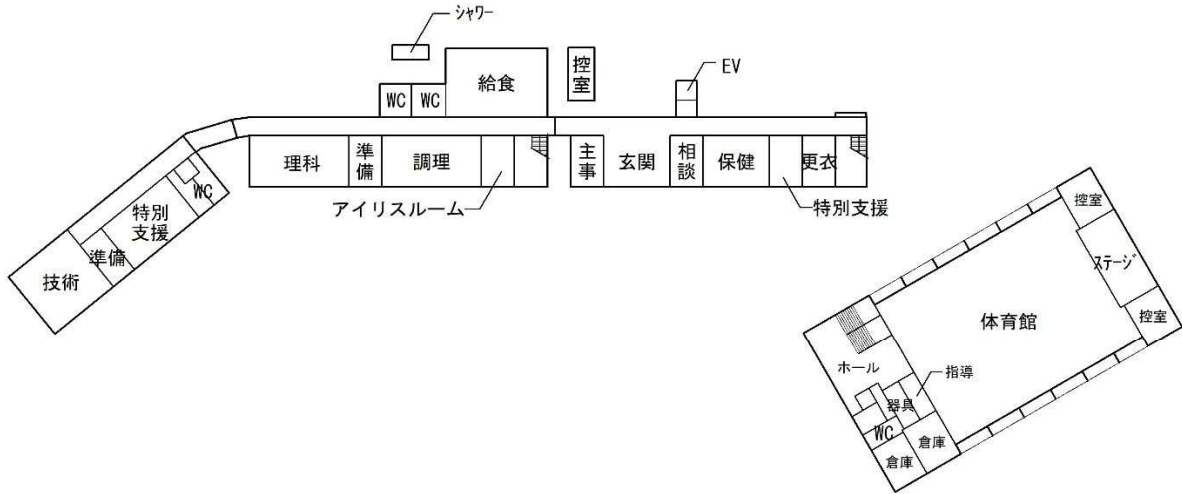 シャワー
給食
控室
EV
WC
WC
理科
準備
調理
アイリスルーム
主事
玄関
相談
保健
特別支援
更衣
WC
特別
支援
準備
技術
控室
ステージ
控室
体育館
ホール
指導
器具
WC
倉庫
倉庫